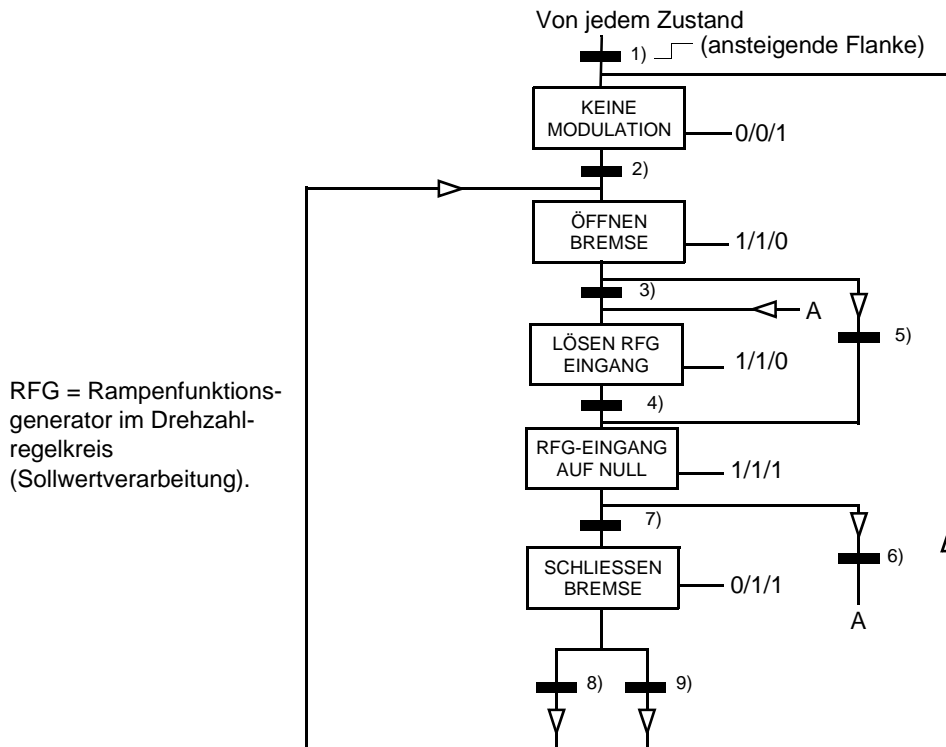 Von jedem Zustand
1)
(ansteigende Flanke)
KEINE
MODULATION
0/0/1
2)
ÖFFNEN
BREMSE
1/1/0
3)
A
5)
LÖSEN RFG
EINGANG
1/1/0
4)
RFG = Rampenfunktions-
generator im Drehzahl-
regelkreis
(Sollwertverarbeitung).
RFG-EINGANG
AUF NULL
1/1/1
7)
6)
SCHLIESSEN
BREMSE
0/1/1
A
8)
9)